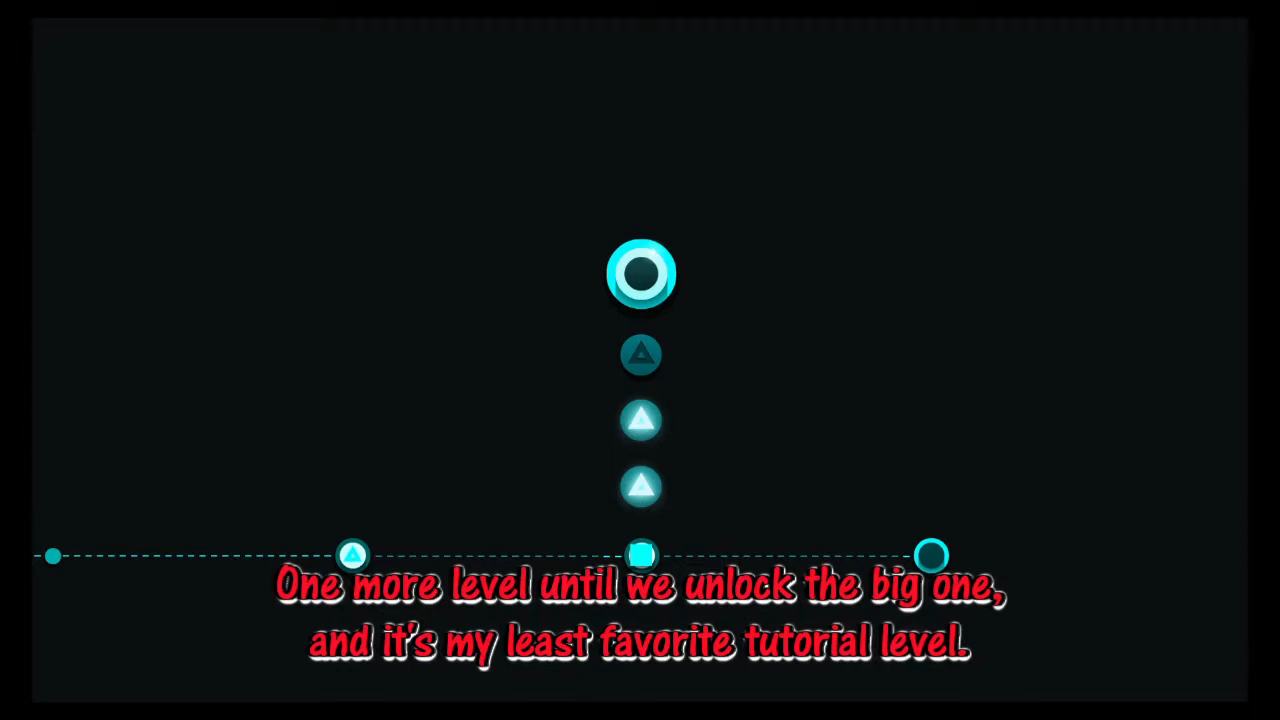 One more level until we unlock the big one,
and it's my least favorite tutorial level.